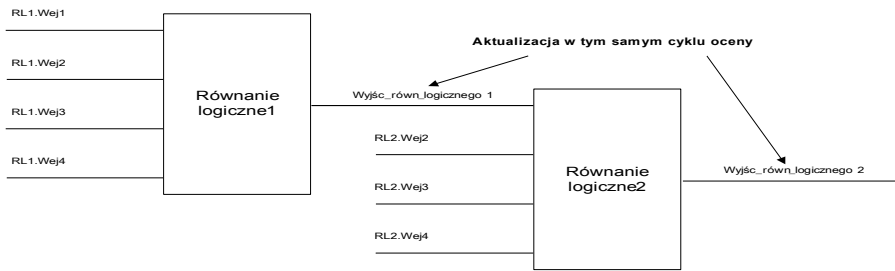 RL1.Wej1
RL1.Wej2
RL1.Wej3
RL1.Wej4
Równanie
logiczne1
Aktualizacja w tym samym cyklu oceny
Wyjśc_równ_logicznego 1
RL2.Wej2
RL2.Wej3
RL2.Wej4
Równanie
logiczne2
Wyjśc_równ_logicznego 2